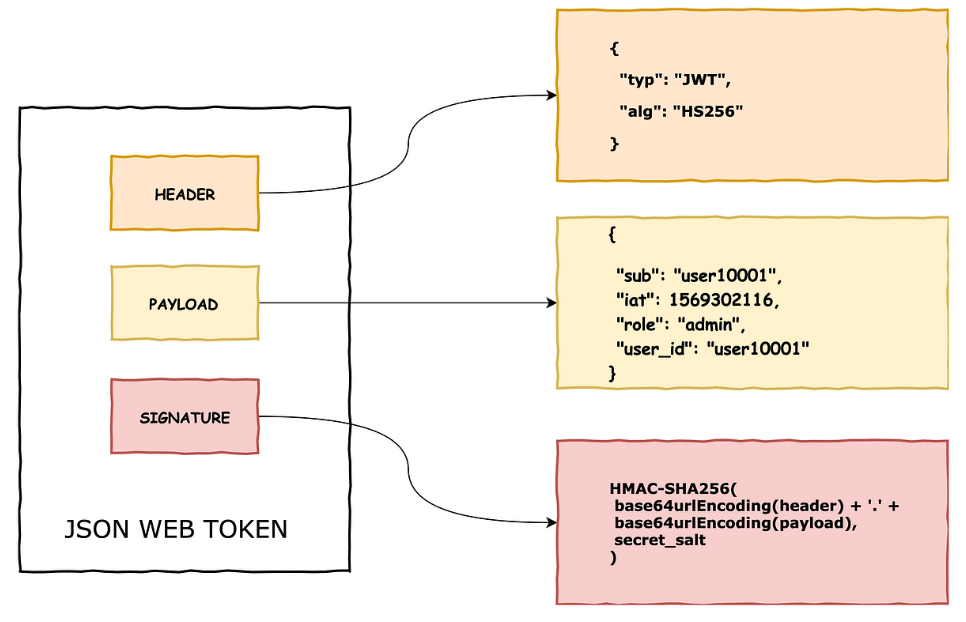 HEADER
PAYLOAD
SIGNATURE
JSON WEB TOKEN
{
"typ": "JWT",
"alg": "HS256"
}
{
"sub": "user10001",
"iat": 1569302116,
"role": "admin",
"user_id": "user10001"
}
HMAC-SHA256(
base64urlEncoding(header) + '.' +
base64urlEncoding(payload),
secret_salt
)